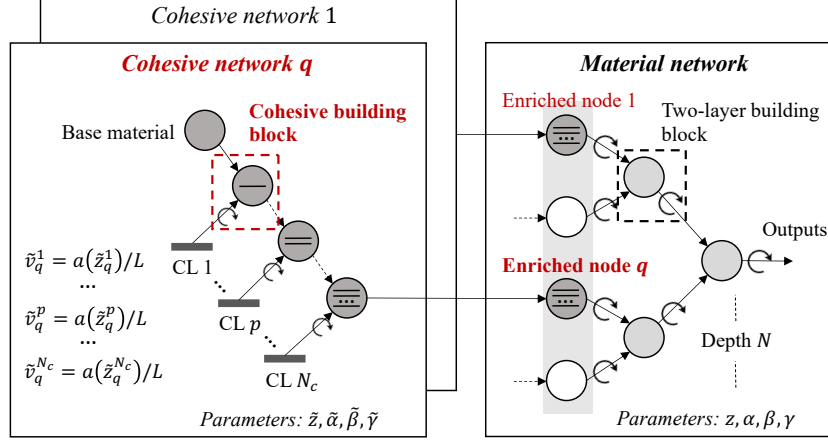 Cohesive network 1
Cohesive network q
Base material
Cohesive building
block
CL 1
CL p
CL N_c
ṽ_q^1 = a(z̃_q^1)/L
...
ṽ_q^p = a(z̃_q^p)/L
...
ṽ_q^{N_c} = a(z̃_q^{N_c})/L
Parameters: z̃, α̃, β̃, γ̃
Material network
Enriched node 1
Two-layer building
block
Outputs
Enriched node q
Depth N
Parameters: z, α, β, γ